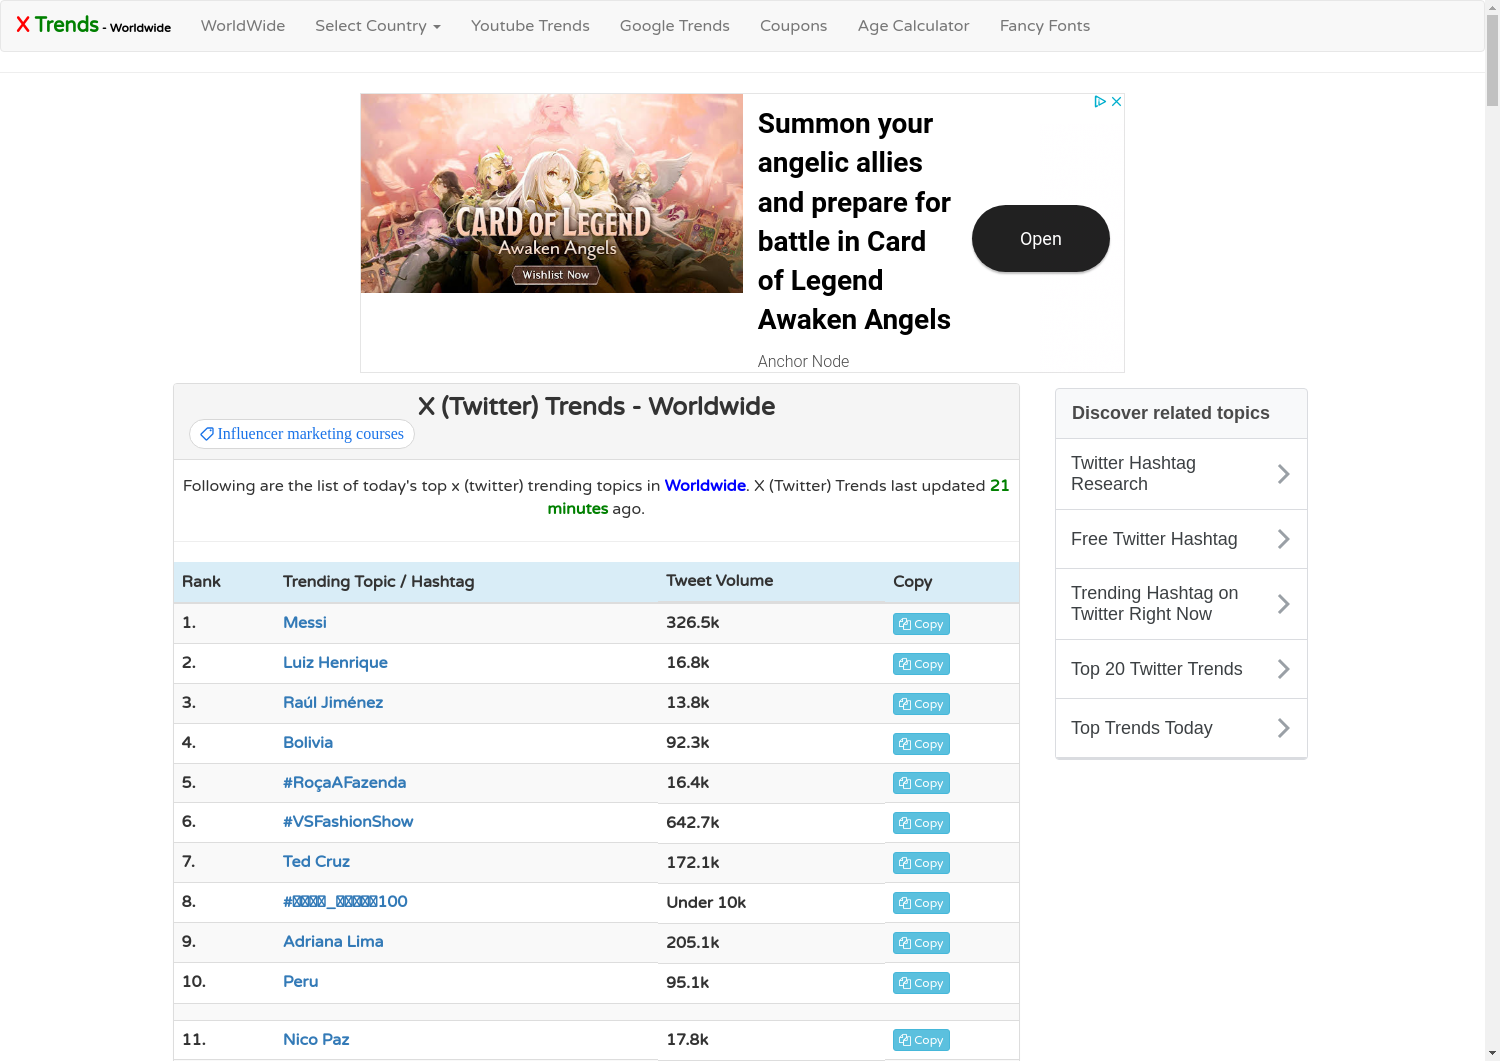 X Trends - Worldwide WorldWide Select Country Youtube Trends Google Trends Coupons Age Calculator Fancy Fonts
CARD OF LEGEND
Awaken Angels
Wishlist Now
Summon your
angelic allies
and prepare for
battle in Card
of Legend
Awaken Angels
Anchor Node
Open
X (Twitter) Trends - Worldwide
Influencer marketing courses
Following are the list of today's top x (twitter) trending topics in Worldwide. X (Twitter) Trends last updated 21
minutes ago.
Rank Trending Topic / Hashtag Tweet Volume Copy
1. Messi 326.5k Copy
2. Luiz Henrique 16.8k Copy
3. Raúl Jiménez 13.8k Copy
4. Bolivia 92.3k Copy
5. #RoçaAFazenda 16.4k Copy
6. #VSFashionShow 642.7k Copy
7. Ted Cruz 172.1k Copy
8. Under 10k Copy
9. Adriana Lima 205.1k Copy
10. Peru 95.1k Copy
11. Nico Paz 17.8k Copy
Discover related topics
Twitter Hashtag
Research
Free Twitter Hashtag
Trending Hashtag on
Twitter Right Now
Top 20 Twitter Trends
Top Trends Today